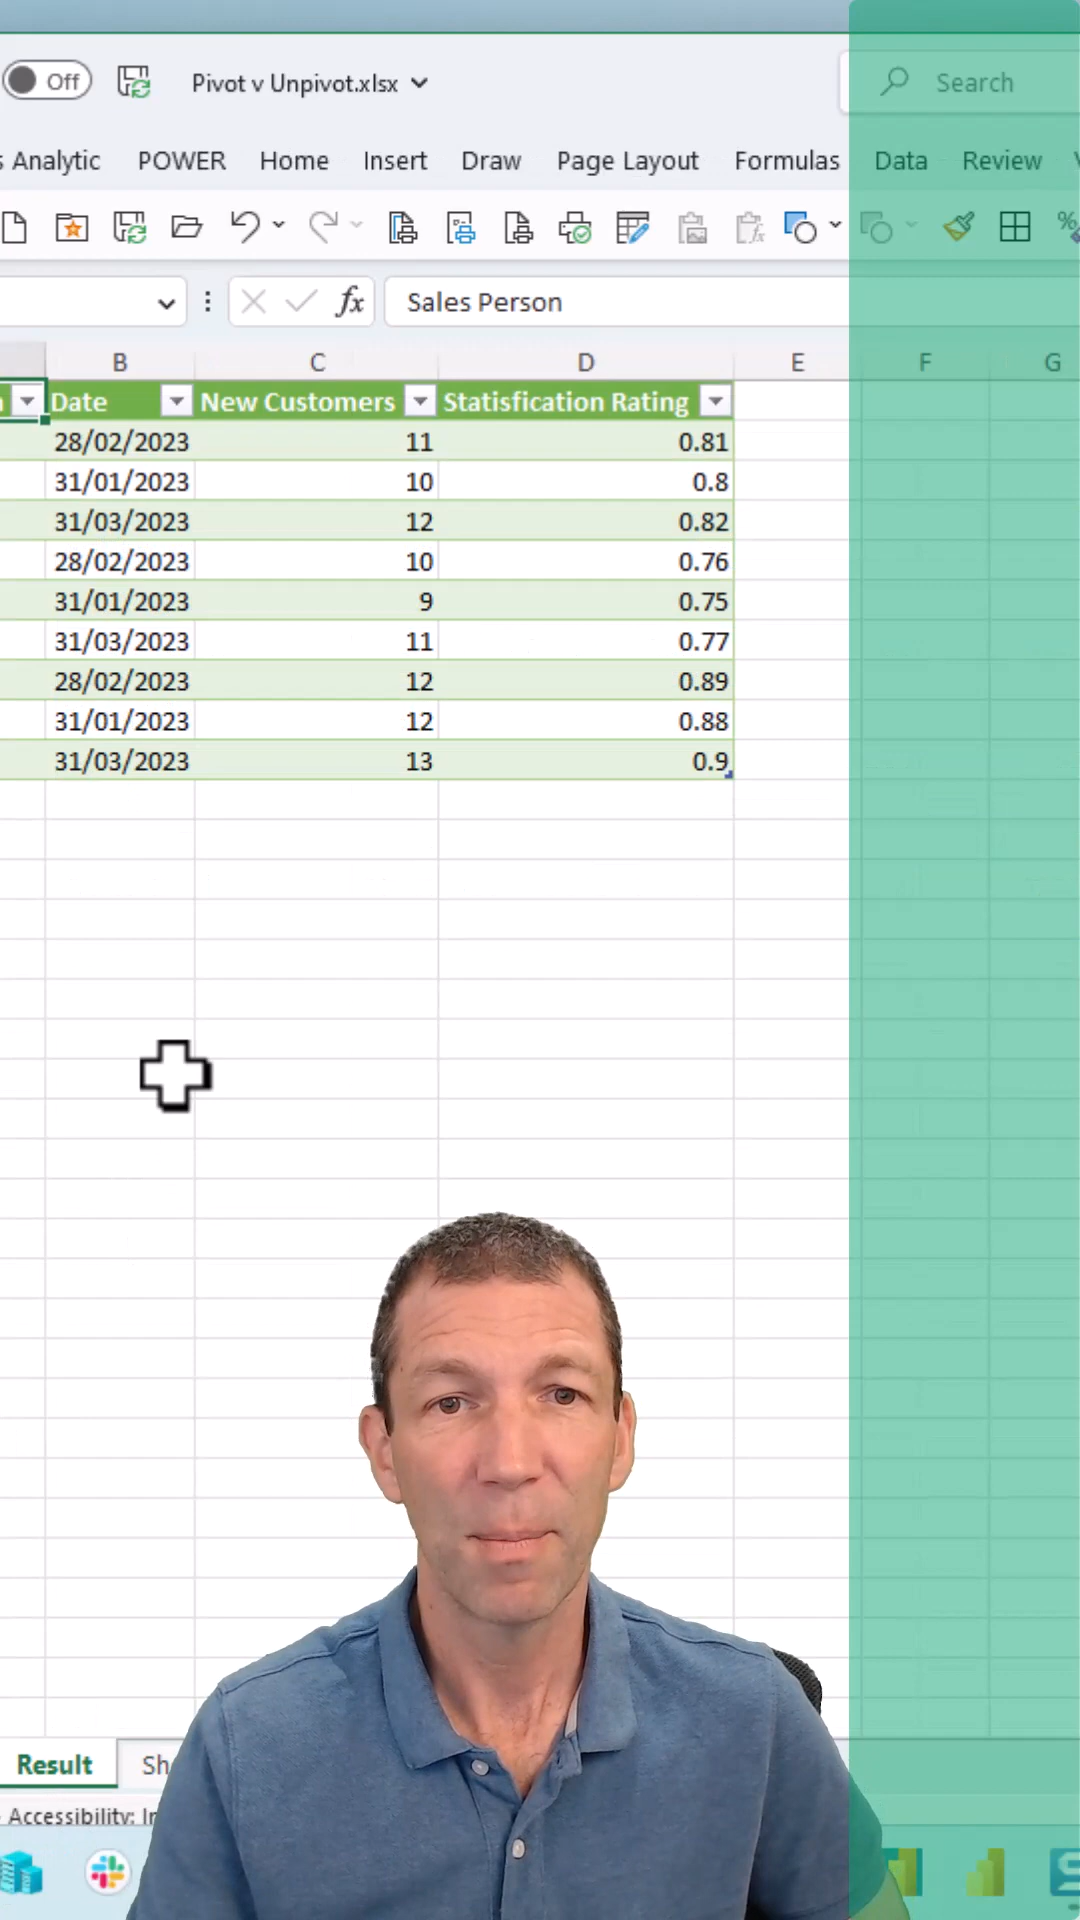 Off
Pivot v Unpivot.xlsx
Search
Analytic POWER Home Insert Draw Page Layout Formulas Data Review
fx Sales Person
B C D E F G
Date New Customers Statisfication Rating
28/02/2023 11 0.81
31/01/2023 10 0.8
31/03/2023 12 0.82
28/02/2023 10 0.76
31/01/2023 9 0.75
31/03/2023 11 0.77
28/02/2023 12 0.89
31/01/2023 12 0.88
31/03/2023 13 0.9
Result
Accessibility: